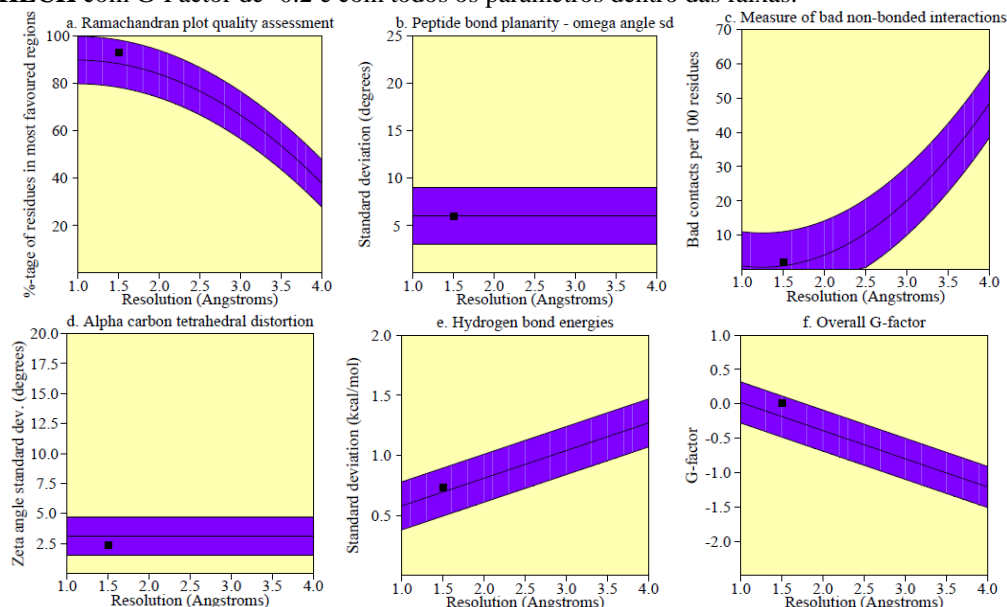 HECK com G-Factor de -0.2 e com todos os parâmetros dentro das
a. Ramachandran plot quality assessment
%-tage of residues in most favoured regions
100
80
60
40
20
1.0 1.5 2.0 2.5 3.0 3.5 4.0
Resolution (Angstroms)
b. Peptide bond planarity - omega angle sd
Standard deviation (degrees)
25
20
15
10
5
1.0 1.5 2.0 2.5 3.0 3.5 4.0
Resolution (Angstroms)
c. Measure of bad non-bonded interactions
Bad contacts per 100 residues
70
60
50
40
30
20
10
1.0 1.5 2.0 2.5 3.0 3.5 4.0
Resolution (Angstroms)
d. Alpha carbon tetrahedral distortion
Zeta angle standard dev. (degrees)
20.0
17.5
15.0
12.5
10.0
7.5
5.0
2.5
1.0 1.5 2.0 2.5 3.0 3.5 4.0
Resolution (Angstroms)
e. Hydrogen bond energies
Standard deviation (kcal/mol)
2.0
1.5
1.0
0.5
1.0 1.5 2.0 2.5 3.0 3.5 4.0
Resolution (Angstroms)
f. Overall G-factor
G-factor
1.0
0.5
0.0
-0.5
-1.0
-1.5
-2.0
1.0 1.5 2.0 2.5 3.0 3.5 4.0
Resolution (Angstroms)